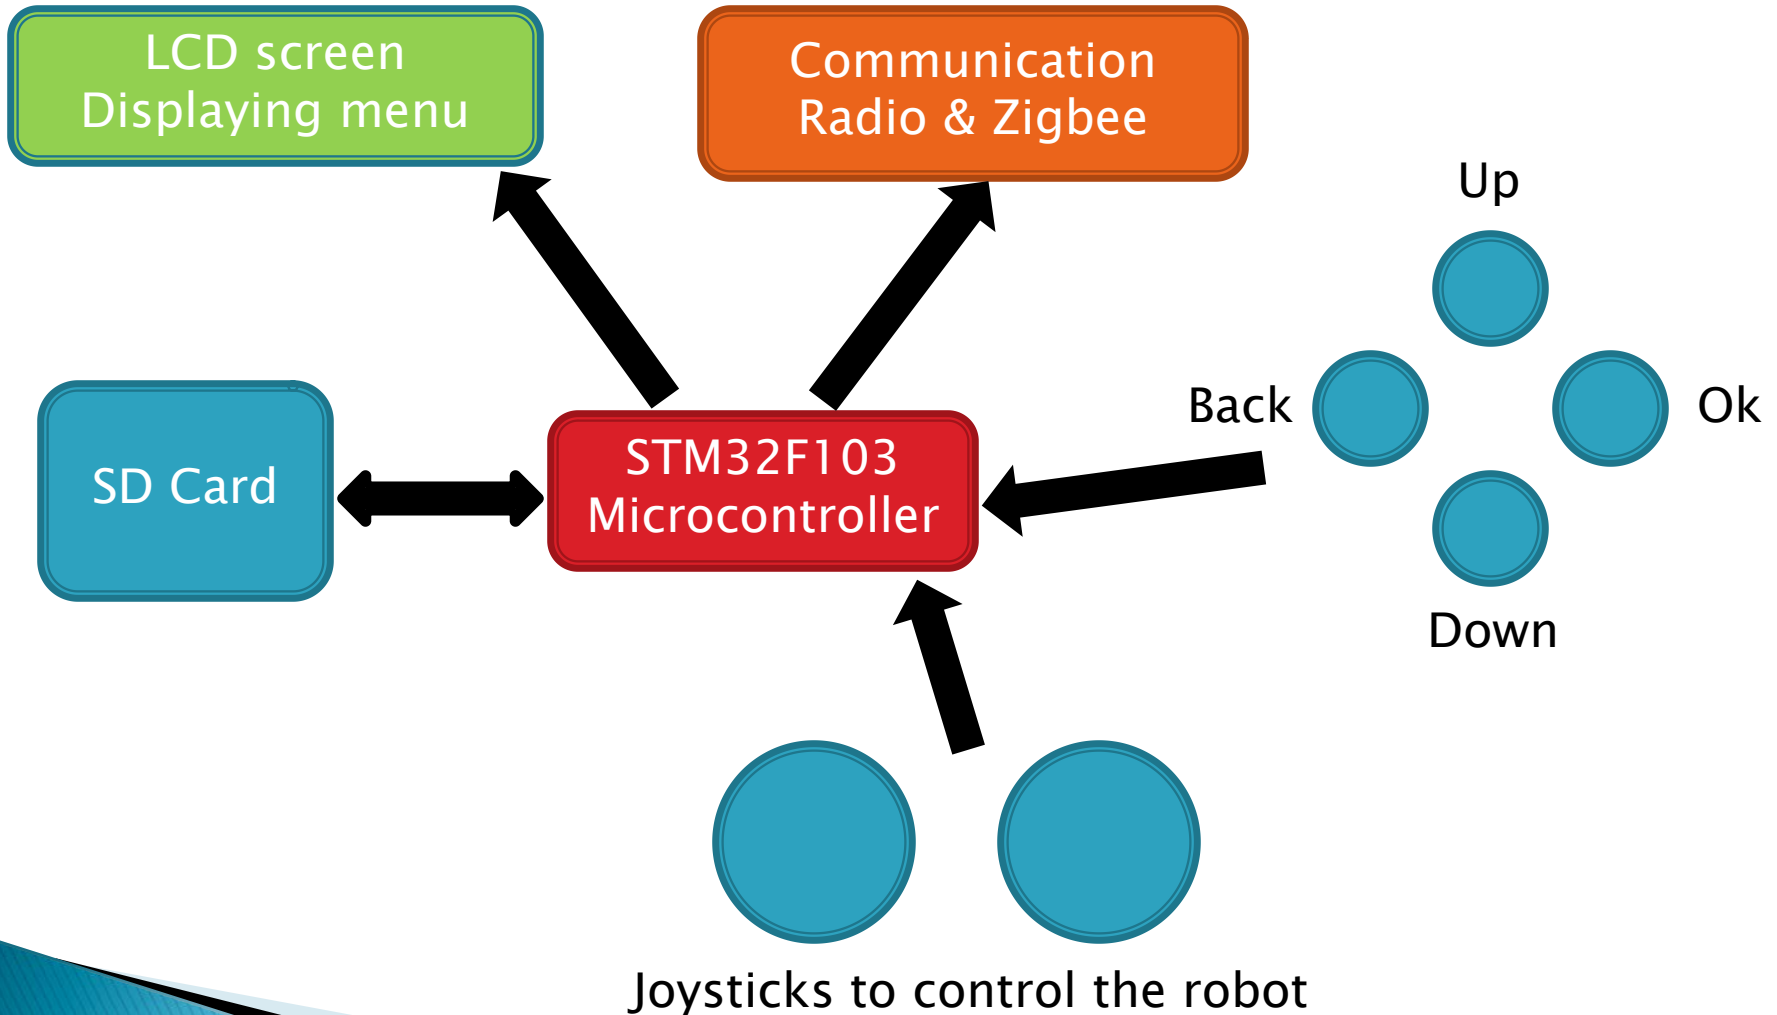 LCD screen
Displaying menu
Communication
Radio & Zigbee
Up
Back
Ok
SD Card
STM32F103
Microcontroller
Down
Joysticks to control the robot